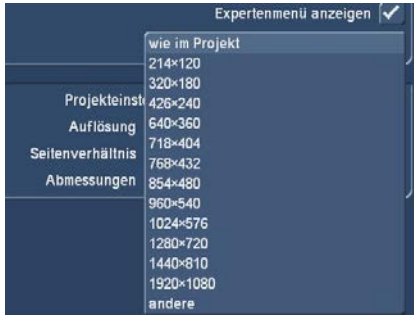 Expertenmenü anzeigen
wie im Projekt
214×120
320×180
Projekteinst 426×240
640×360
Auflösung
718×404
Seitenverhältnis 768×432
Abmessungen 854×480
960×540
1024×576
1280×720
1440×810
1920×1080
andere